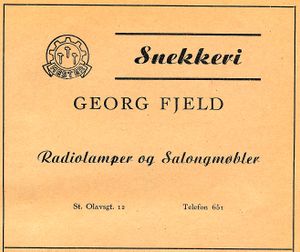 Snekkeri
GEORG FJELD
Radiolamper og Salongmøbler
St. Olavsgt. 12 Telefon 651